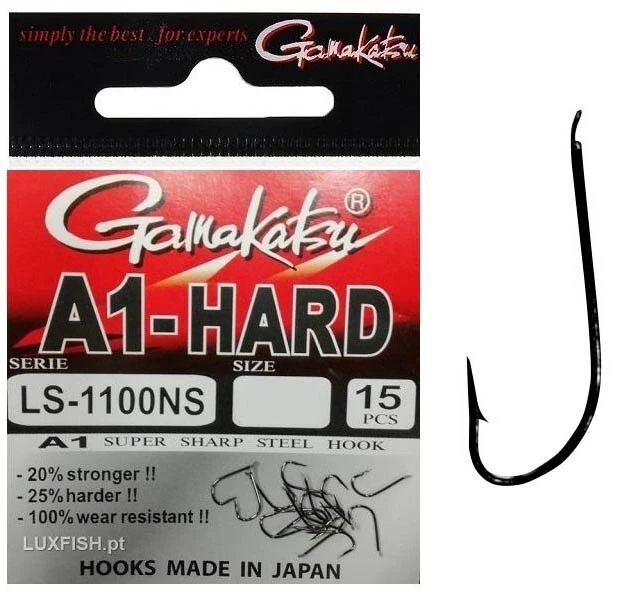 simply the best / for experts Gamakatsu
Gamakatsu®
A1-HARD
SERIE SIZE
LS-1100NS 15 PCS
A1 SUPER SHARP STEEL HOOK
- 20% stronger !!
- 25% harder !!
- 100% wear resistant !!
LUXFISH.pt
HOOKS MADE IN JAPAN